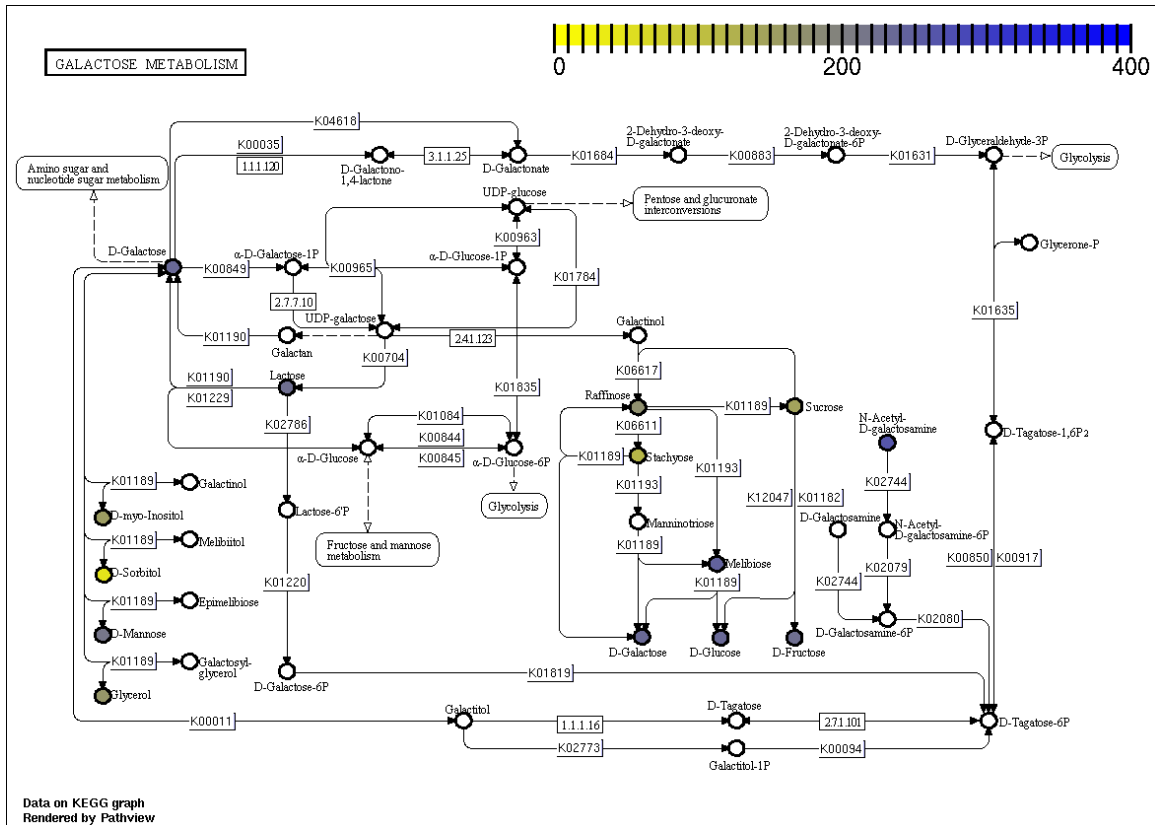 GALACTOSE METABOLISM
0
200
400
K04618
K00035
1.1.1.120
D-Galactono-
1,4-lactone
3.1.1.25
D-Galactonate
K01684
2-Dehydro-3-deoxy-
D-galactonate
K00883
2-Dehydro-3-deoxy-
D-galactonate-6P
K01631
D-Glyceraldehyde-3P
Glycolysis
Amino sugar and
nucleotide sugar metabolism
UDP-glucose
Pentose and glucuronate
interconversions
D-Galactose
K00849
α-D-Galactose-1P
K00965
α-D-Glucose-1P
K00963
K01784
Glycerone-P
2.7.7.10
UDP-galactose
K01190
Galactan
2.4.1.123
Galactinol
K01635
K00704
K01190
K01229
Lactose
K01835
K06617
Raffinose
K01189
Sucrose
K02786
K01084
K00844
K00845
α-D-Glucose
α-D-Glucose-6P
K06611
K01189
Stachyose
K01193
K01193
N-Acetyl-
D-galactosamine
D-Tagatose-1,6P2
K01189
Galactinol
D-myo-Inositol
Glycolysis
K12047
K01182
K02744
Lactose-6'P
Manninotriose
D-Galactosamine
N-Acetyl-
D-galactosamine-6P
K01189
Melibiitol
D-Sorbitol
Fructose and mannose
metabolism
K01189
Melibiose
K01189
K02744
K02079
K00850
K00917
K01220
K01189
Epimelibiose
D-Mannose
D-Galactosamine-6P
K02080
D-Galactose
D-Glucose
D-Fructose
K01189
Galactosyl-
glycerol
Glycerol
D-Galactose-6P
K01819
K00011
Galactitol
1.1.1.16
D-Tagatose
2.7.1.101
D-Tagatose-6P
K02773
Galactitol-1P
K00094
Data on KEGG graph
Rendered by Pathview